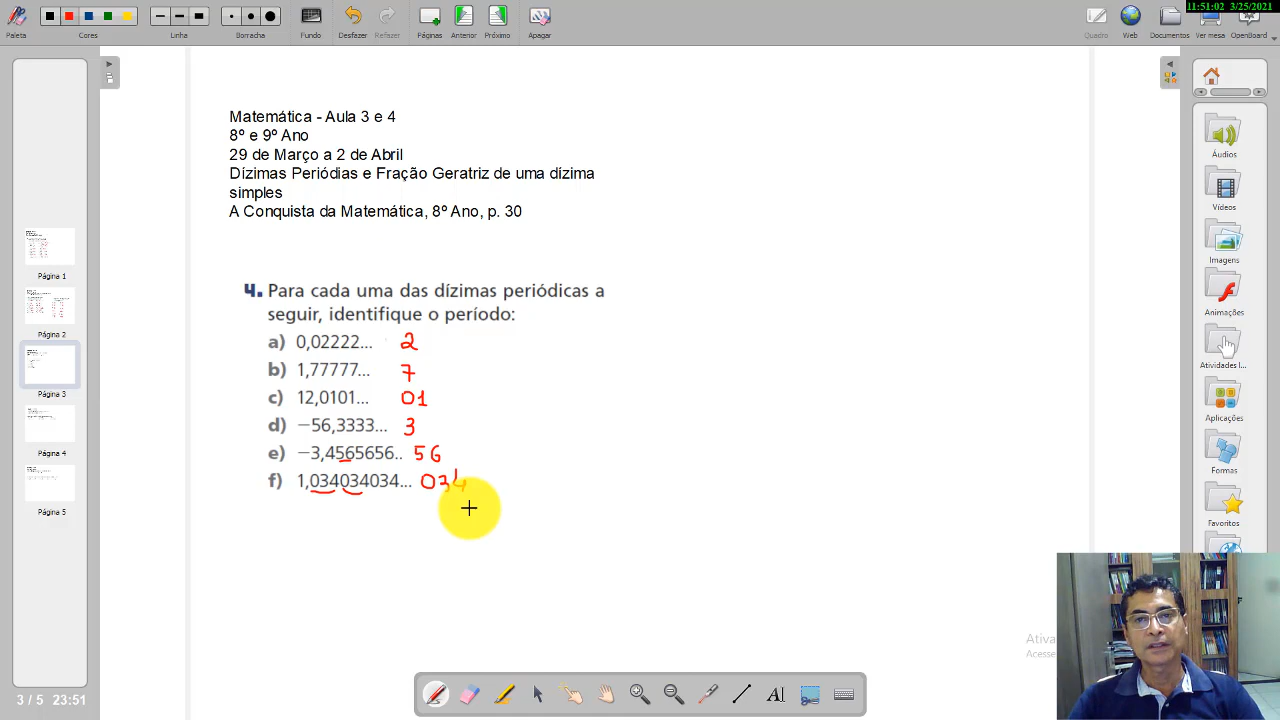 11:51:02 3/25/2021
Paleta
Cores
Linha
Borracha
Fundo
Desfazer
Refazer
Páginas
Anterior
Próximo
Apagar
Quadro
Web
Documentos
Ver mesa
OpenBoard
Matemática - Aula 3 e 4
8º e 9º Ano
29 de Março a 2 de Abril
Dízimas Periódias e Fração Geratriz de uma dízima
simples
A Conquista da Matemática, 8º Ano, p. 30
4. Para cada uma das dízimas periódicas a
seguir, identifique o período:
a) 0,02222... 2
b) 1,77777... 7
c) 12,0101... 01
d) −56,3333... 3
e) −3,4565656.. 56
f) 1,034034034... 034
Página 1
Página 2
Página 3
Página 4
Página 5
3 / 5 23:51
Áudios
Vídeos
Imagens
Animações
Atividades I...
Aplicações
Formas
Favoritos
Ativa
Acesse